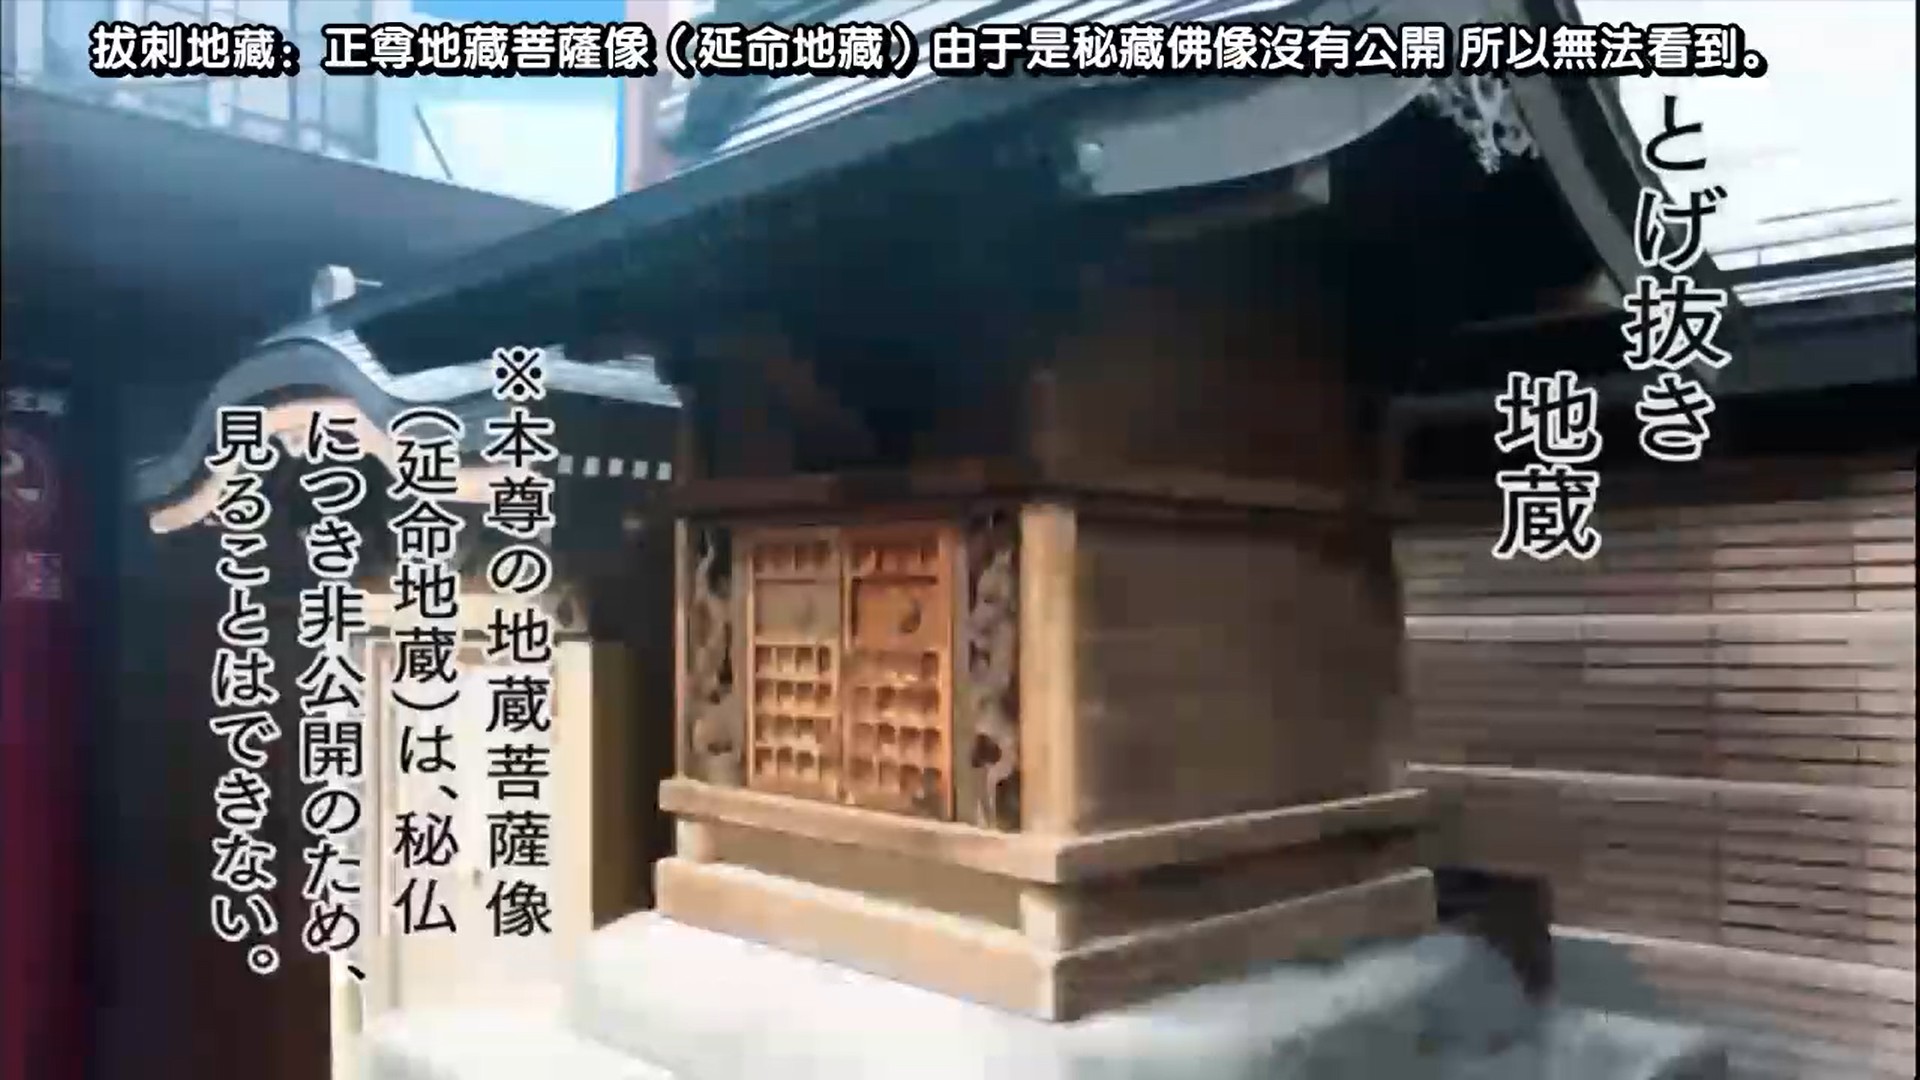 拔刺地藏：正尊地藏菩薩像（延命地藏）由于是秘藏佛像沒有公開 所以無法看到。
とげ抜き
地蔵
※本尊の地蔵菩薩像
（延命地蔵）は、秘仏
につき非公開のため、
見ることはできない。